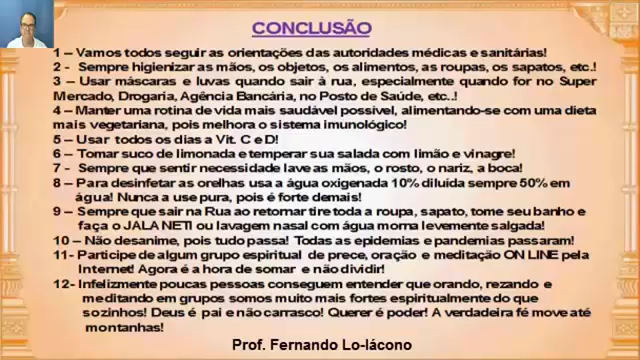 CONCLUSÃO
1 – Vamos todos seguir as orientações das autoridades médicas e sanitárias!
2 - Sempre higienizar as mãos, os objetos, os alimentos, as roupas, os sapatos, etc.!
3 – Usar máscaras e luvas quando sair à rua, especialmente quando for no Super
Mercado, Drogaria, Agência Bancária, no Posto de Saúde, etc..!
4 – Manter uma rotina de vida mais saudável possível, alimentando-se com uma dieta
mais vegetariana, pois melhora o sistema imunológico!
5 – Usar todos os dias a Vit. C e D!
6 – Tomar suco de limonada e temperar sua salada com limão e vinagre!
7 - Sempre que sentir necessidade lave as mãos, o rosto, o nariz, a boca!
8 – Para desinfetar as orelhas usa a água oxigenada 10% diluída sempre 50% em
água! Nunca a use pura, pois é forte demais!
9 – Sempre que sair na Rua ao retornar tire toda a roupa, sapato, tome seu banho e
faça o JALA NETI ou lavagem nasal com água morna levemente salgada!
10 – Não desanime, pois tudo passa! Todas as epidemias e pandemias passaram!
11- Participe de algum grupo espiritual de prece, oração e meditação ON LINE pela
Internet! Agora é a hora de somar e não dividir!
12- Infelizmente poucas pessoas conseguem entender que orando, rezando e
meditando em grupos somos muito mais fortes espiritualmente do que
sozinhos! Deus é pai e não carrasco! Querer é poder! A verdadeira fé move até
montanhas!
Prof. Fernando Lo-Iácono